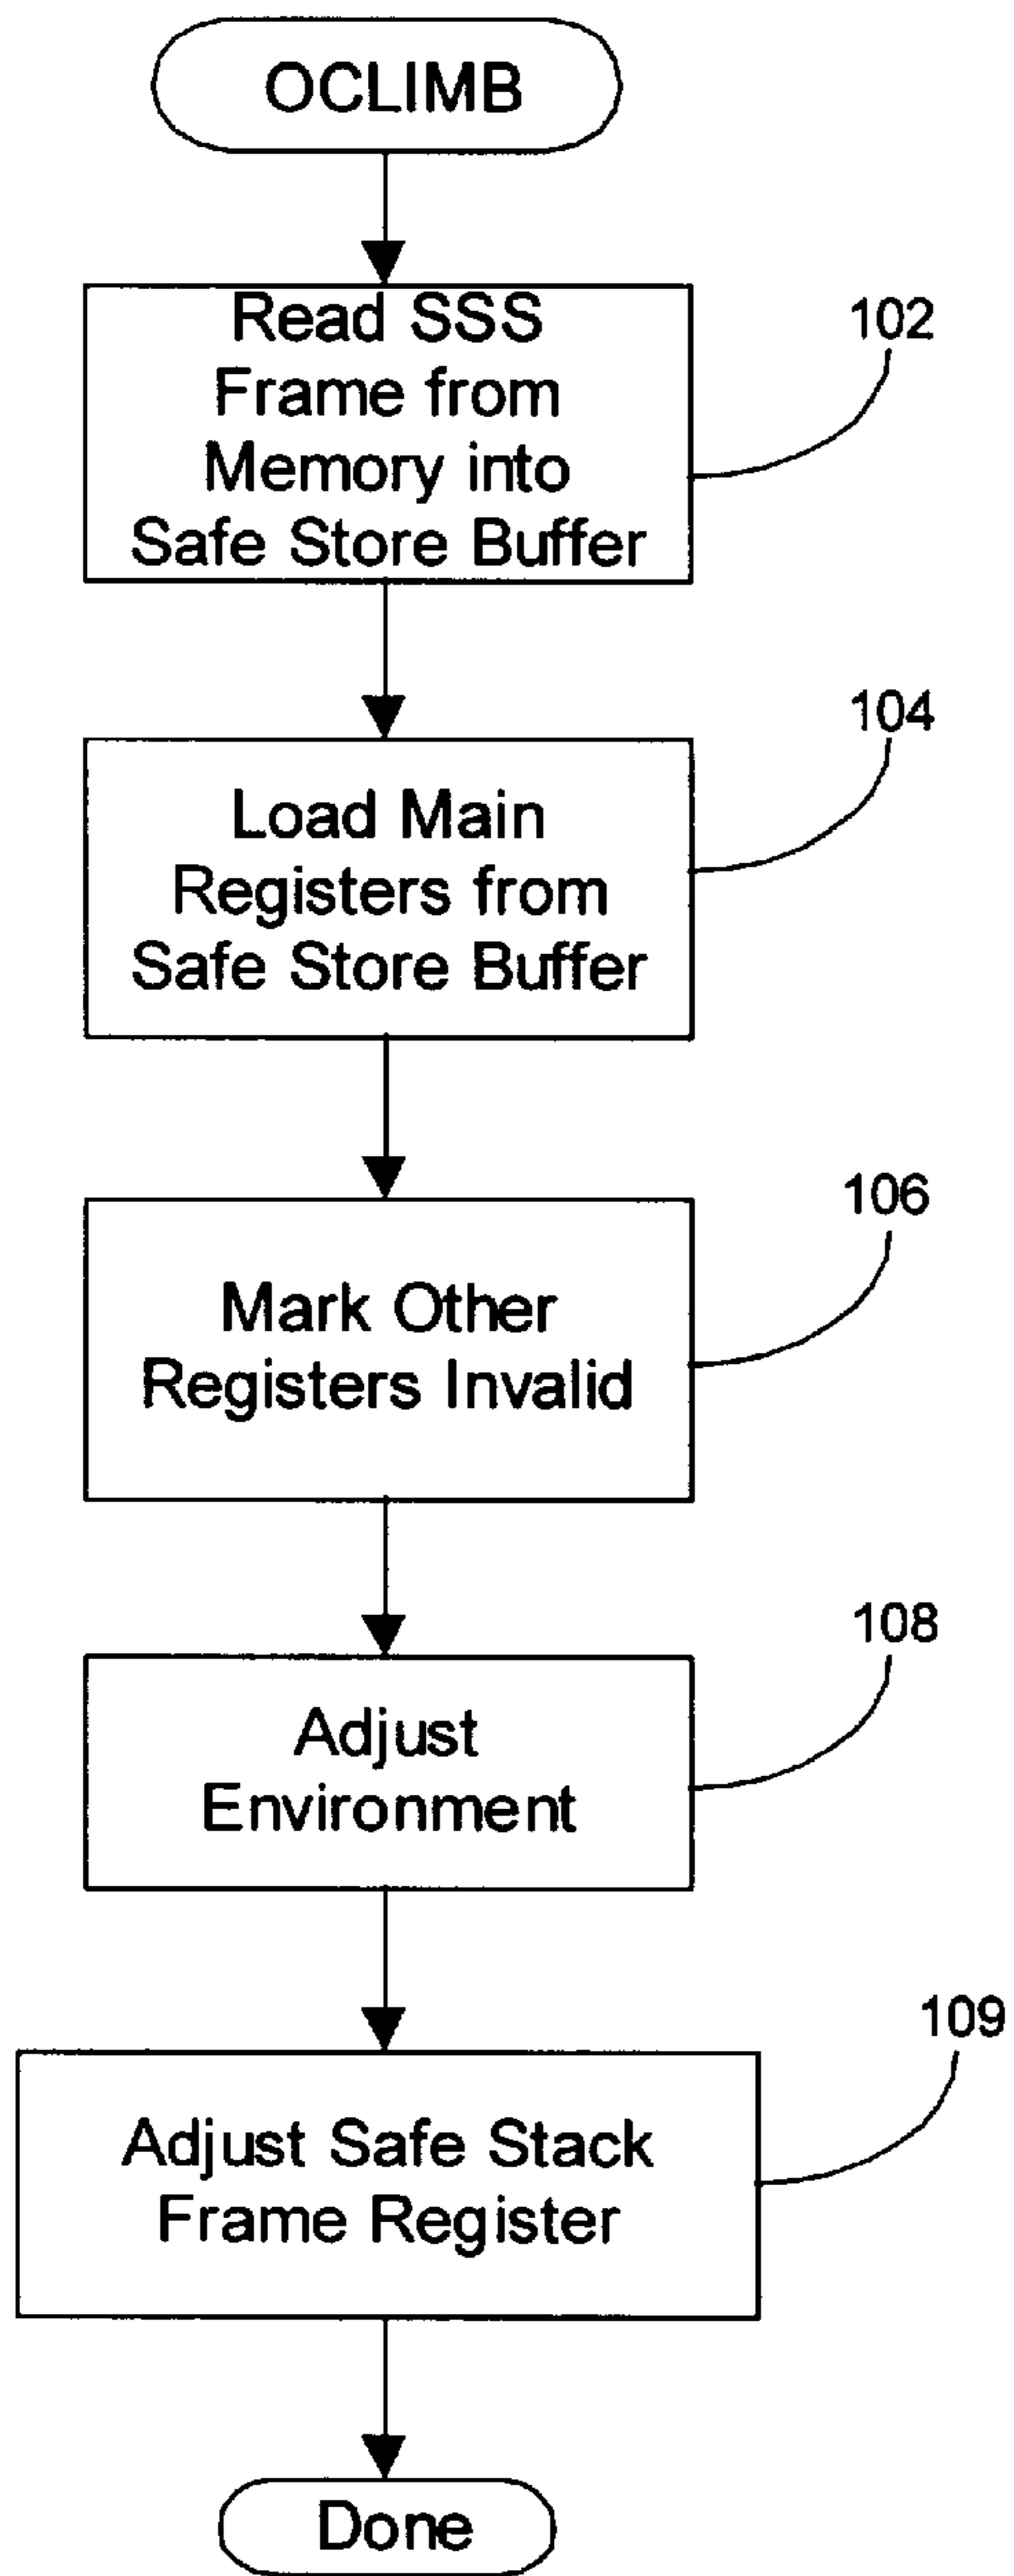 OCLIMB
Read SSS
Frame from
Memory into
Safe Store Buffer
102
Load Main
Registers from
Safe Store Buffer
104
Mark Other
Registers Invalid
106
Adjust
Environment
108
Adjust Safe Stack
Frame Register
109
Done